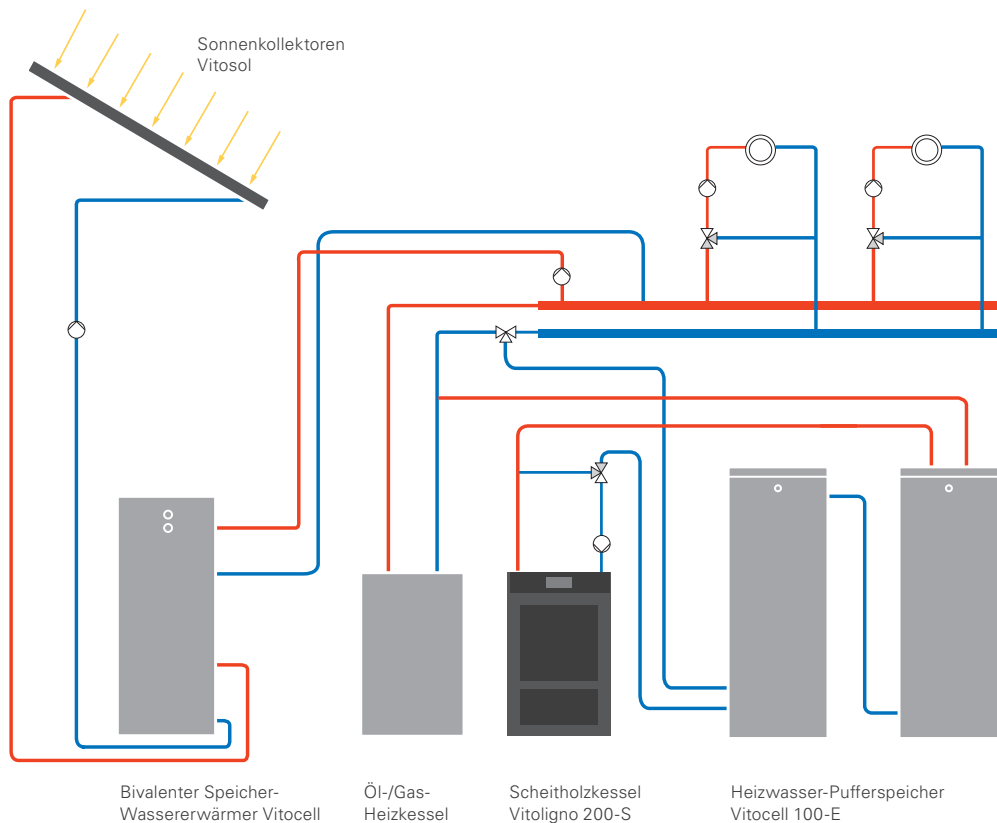 Sonnenkollektoren
Vitosol
Bivalenter Speicher-
Wassererwärmer Vitocell
Öl-/Gas-
Heizkessel
Scheitholzkessel
Vitoligno 200-S
Heizwasser-Pufferspeicher
Vitocell 100-E